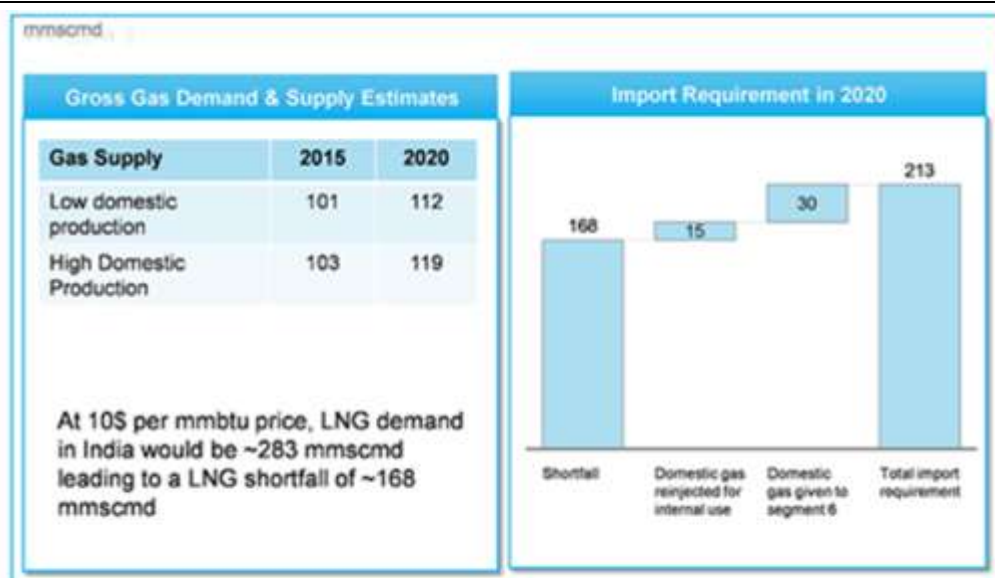 mmscmd
Gross Gas Demand & Supply Estimates
Gas Supply 2015 2020
Low domestic 101 112
production
High Domestic 103 119
Production
At 10$ per mmbtu price, LNG demand
in India would be ~283 mmscmd
leading to a LNG shortfall of ~168
mmscmd
Import Requirement in 2020
213
30
168
15
Shortfall
Domestic gas
reinjected for
internal use
Domestic
gas given to
segment 6
Total import
requirement